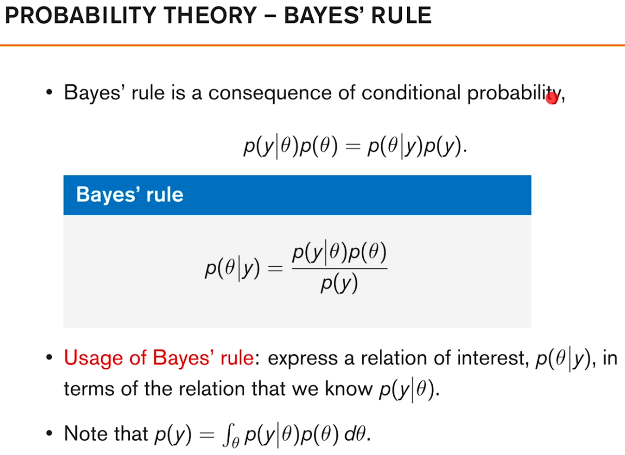 PROBABILITY THEORY – BAYES' RULE
• Bayes' rule is a consequence of conditional probability,
p(y|θ)p(θ) = p(θ|y)p(y).
Bayes' rule
p(θ|y) = p(y|θ)p(θ) / p(y)
• Usage of Bayes' rule: express a relation of interest, p(θ|y), in
terms of the relation that we know p(y|θ).
• Note that p(y) = ∫θ p(y|θ)p(θ) dθ.